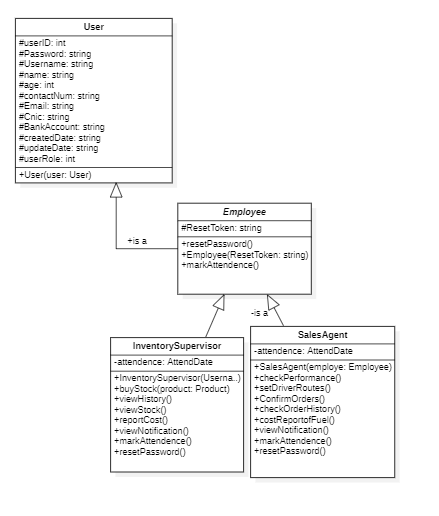 User
#userID: int
#Password: string
#Username: string
#name: string
#age: int
#contactNum: string
#Email: string
#Cnic: string
#BankAccount: string
#createdDate: string
#updateDate: string
#userRole: int
+User(user: User)
+is a
Employee
#ResetToken: string
+resetPassword()
+Employee(ResetToken: string)
+markAttendence()
-is a
InventorySupervisor
-attendence: AttendDate
+InventorySupervisor(Userna..)
+buyStock(product: Product)
+viewHistory()
+viewStock()
+reportCost()
+viewNotification()
+markAttendence()
+resetPassword()
SalesAgent
-attendence: AttendDate
+SalesAgent(employe: Employee)
+checkPerformance()
+setDriverRoutes()
+ConfirmOrders()
+checkOrderHistory()
+costReportofFuel()
+viewNotification()
+markAttendence()
+resetPassword()